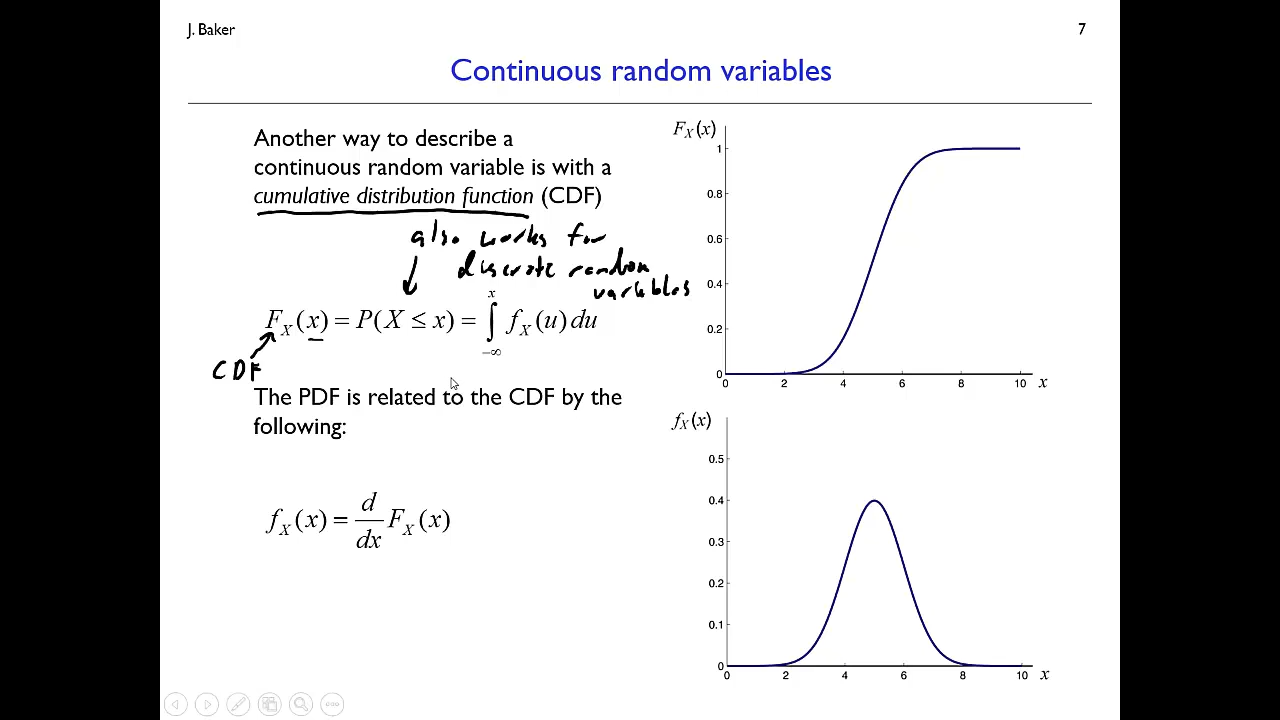 J. Baker
7
Continuous random variables
Another way to describe a
continuous random variable is with a
cumulative distribution function (CDF)
also works for
discrete random
variables
F_X(x) = P(X ≤ x) = ∫_{-∞}^{x} f_X(u) du
CDF
The PDF is related to the CDF by the
following:
f_X(x) = d/dx F_X(x)
F_X(x)
1
0.8
0.6
0.4
0.2
0
0 2 4 6 8 10 x
f_X(x)
0.5
0.4
0.3
0.2
0.1
0
0 2 4 6 8 10 x